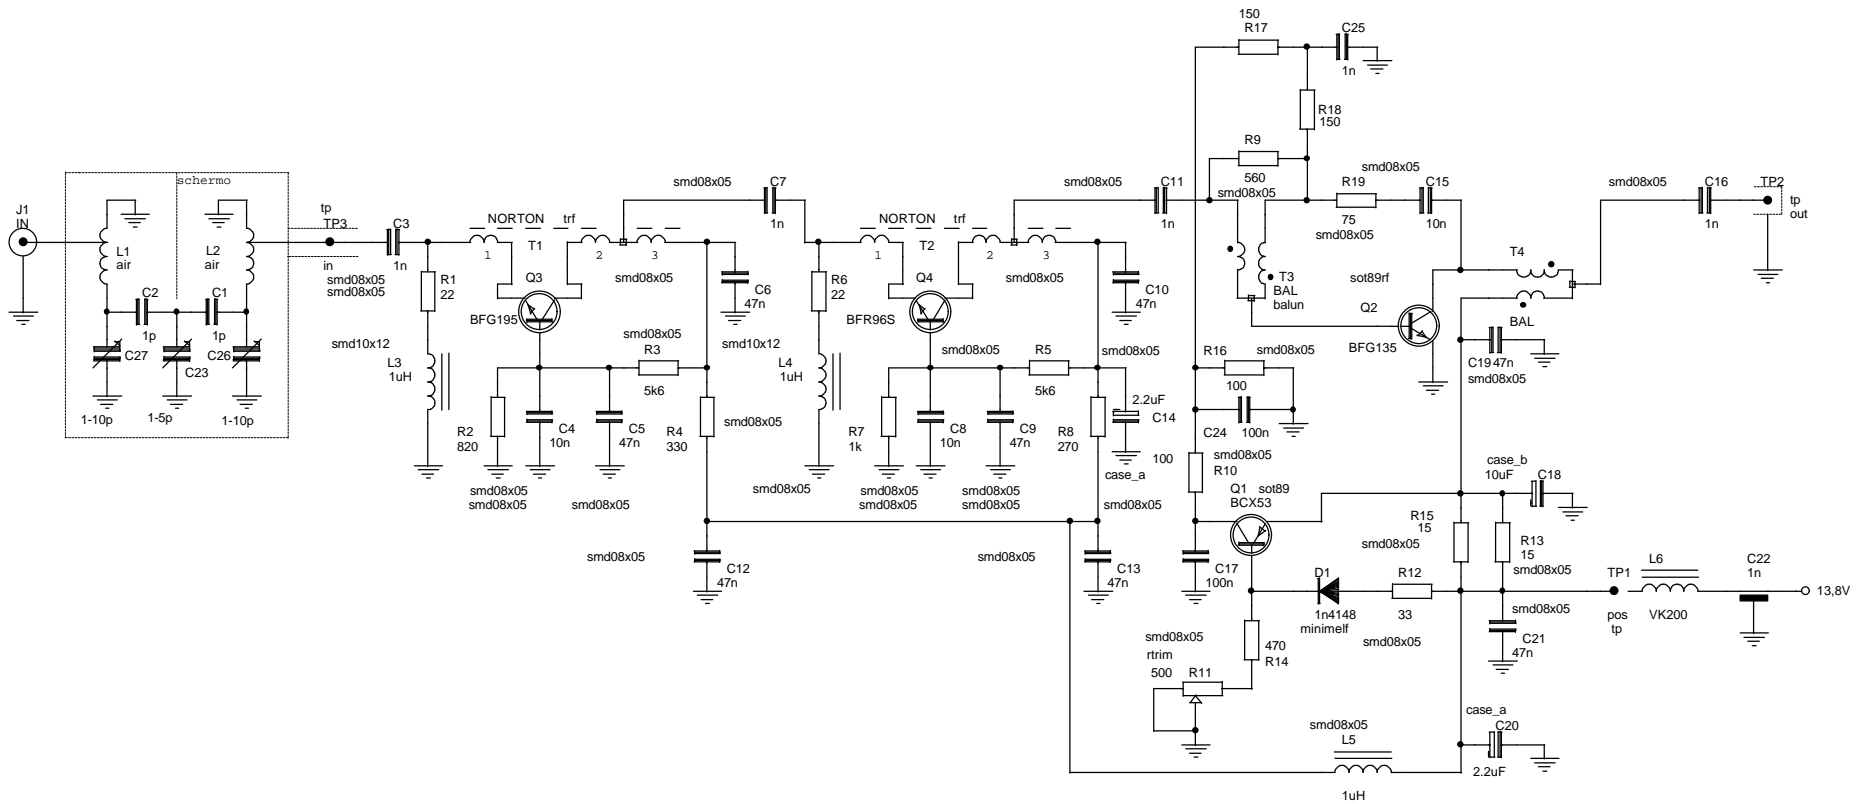 150
R17
C25
1n
R18
150
R9
560
smd08x05
smd08x05
R19
75
smd08x05
C15
10n
smd08x05
C16
1n
TP2
tp
out
smd08x05
C11
1n
smd08x05
C7
1n
schermo
J1
IN
L1
air
L2
air
C2
1p
C1
1p
C27
C23
C26
1-10p
1-5p
1-10p
tp
TP3
in
smd08x05
smd08x05
C3
1n
R1
22
NORTON
trf
T1
1
2
3
Q3
BFG195
smd08x05
C6
47n
smd10x12
L3
1uH
smd08x05
R3
5k6
R2
820
C4
10n
C5
47n
R4
330
smd08x05
smd08x05
smd08x05
smd08x05
NORTON
trf
T2
1
2
3
Q4
BFR96S
R6
22
smd08x05
C10
47n
smd10x12
L4
1uH
smd08x05
R5
5k6
smd08x05
R7
1k
C8
10n
C9
47n
R8
270
2.2uF
C14
case_a
smd08x05
smd08x05
smd08x05
smd08x05
smd08x05
smd08x05
smd08x05
C12
47n
smd08x05
C13
47n
T3
BAL
balun
sot89rf
Q2
BFG135
T4
BAL
C19
47n
smd08x05
R16
100
smd08x05
C24
100n
smd08x05
100
R10
Q1
sot89
BCX53
C17
100n
case_b
10uF
C18
R15
15
smd08x05
R13
15
smd08x05
D1
1n4148
minimelf
R12
33
smd08x05
smd08x05
C21
47n
TP1
pos
tp
L6
VK200
C22
1n
13,8V
470
R14
smd08x05
rtrim
500
R11
smd08x05
L5
1uH
case_a
C20
2.2uF